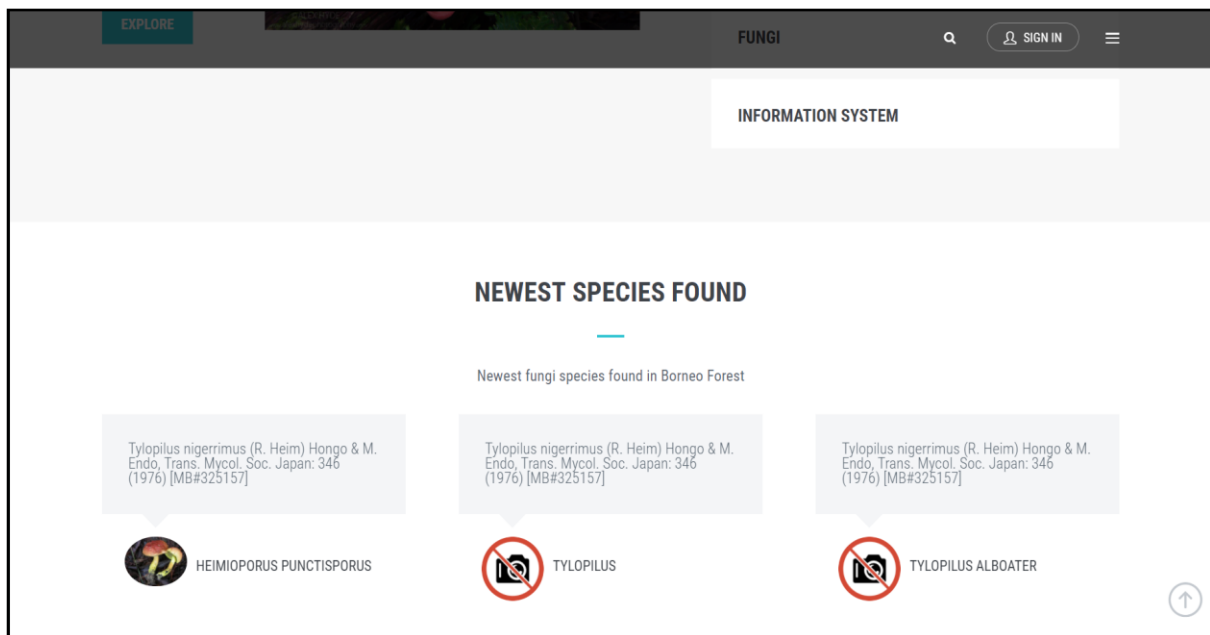 EXPLORE
FUNGI
SIGN IN
INFORMATION SYSTEM
NEWEST SPECIES FOUND
Newest fungi species found in Borneo Forest
Tylopilus nigerrimus (R. Heim) Hongo & M.
Endo, Trans. Mycol. Soc. Japan: 346
(1976) [MB#325157]
HEIMIOPORUS PUNCTISPORUS
Tylopilus nigerrimus (R. Heim) Hongo & M.
Endo, Trans. Mycol. Soc. Japan: 346
(1976) [MB#325157]
TYLOPILUS
Tylopilus nigerrimus (R. Heim) Hongo & M.
Endo, Trans. Mycol. Soc. Japan: 346
(1976) [MB#325157]
TYLOPILUS ALBOATER